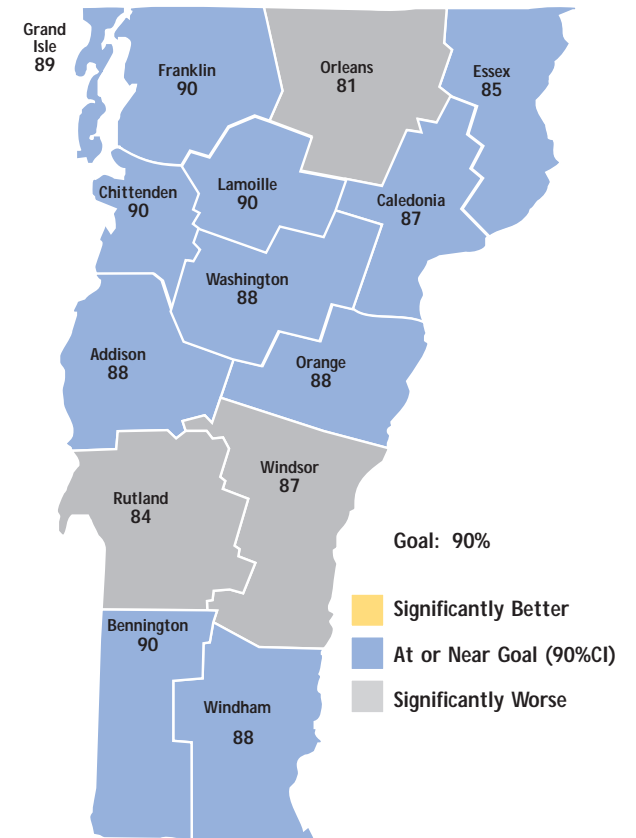 Grand
Isle
89
Franklin
90
Orleans
81
Essex
85
Chittenden
90
Lamoille
90
Caledonia
87
Washington
88
Addison
88
Orange
88
Windsor
87
Rutland
84
Goal: 90%
Significantly Better
At or Near Goal (90%CI)
Significantly Worse
Bennington
90
Windham
88